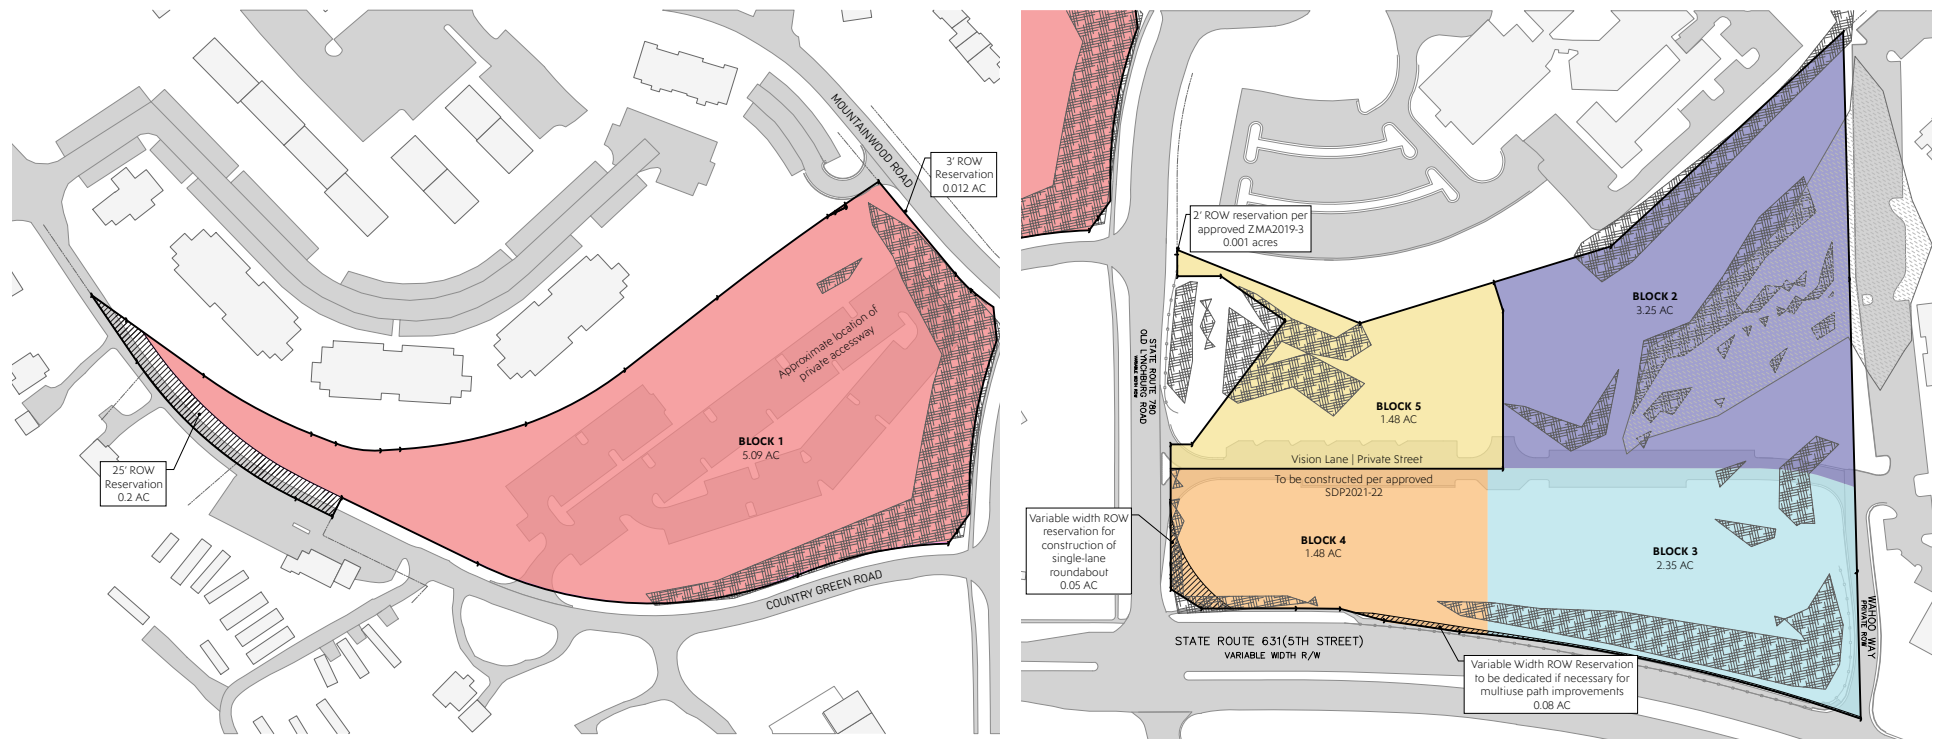 MOUNTAINWOOD ROAD
3' ROW
Reservation
0.012 AC
Approximate location of
private accessway
BLOCK 1
5.09 AC
25' ROW
Reservation
0.2 AC
COUNTRY GREEN ROAD
2' ROW reservation per
approved ZMA2019-3
0.001 acres
BLOCK 2
3.25 AC
STATE ROUTE 780
OLD LYNCHBURG ROAD
VARIABLE WIDTH R/W
BLOCK 5
1.48 AC
Vision Lane | Private Street
To be constructed per approved
SDP2021-22
Variable width ROW
reservation for
construction of
single-lane
roundabout
0.05 AC
BLOCK 4
1.48 AC
BLOCK 3
2.35 AC
WAHOO WAY
PRIVATE ROW
STATE ROUTE 631(5TH STREET)
VARIABLE WIDTH R/W
Variable Width ROW Reservation
to be dedicated if necessary for
multiuse path improvements
0.08 AC